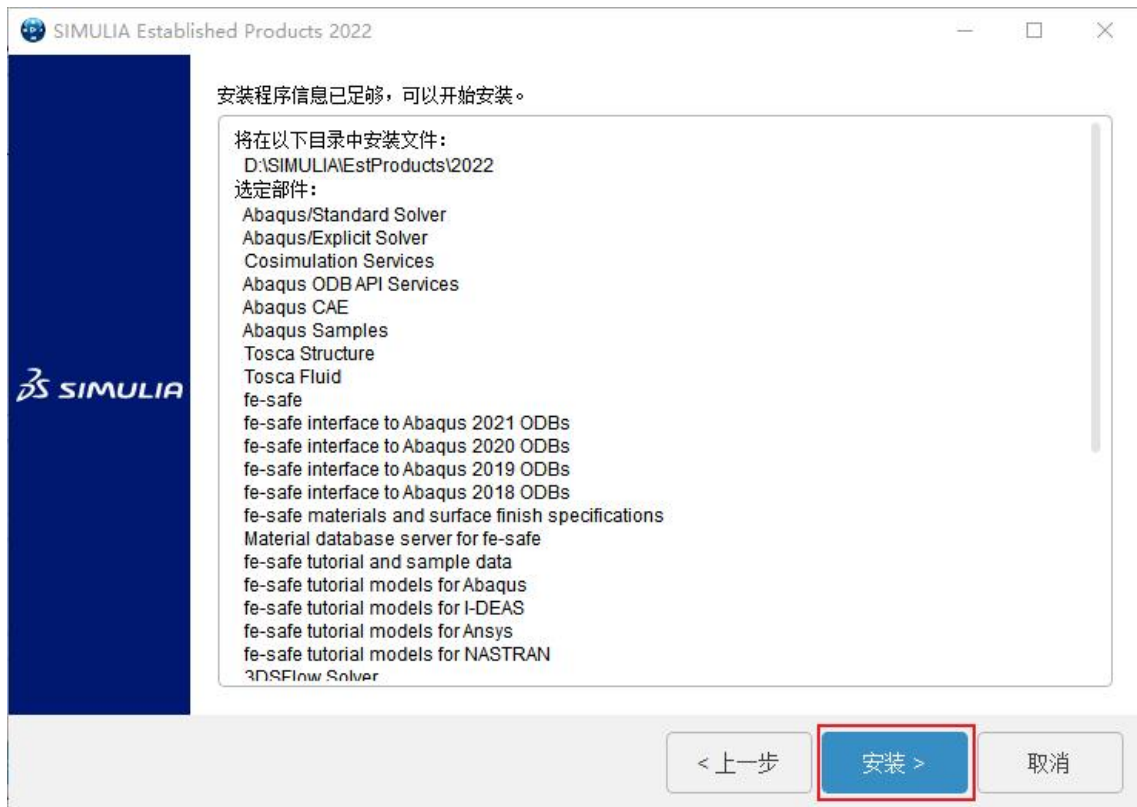 SIMULIA Established Products 2022
安装程序信息已足够，可以开始安装。
将在以下目录中安装文件：
D:\SIMULIA\EstProducts\2022
选定部件：
Abaqus/Standard Solver
Abaqus/Explicit Solver
Cosimulation Services
Abaqus ODB API Services
Abaqus CAE
Abaqus Samples
Tosca Structure
Tosca Fluid
fe-safe
fe-safe interface to Abaqus 2021 ODBs
fe-safe interface to Abaqus 2020 ODBs
fe-safe interface to Abaqus 2019 ODBs
fe-safe interface to Abaqus 2018 ODBs
fe-safe materials and surface finish specifications
Material database server for fe-safe
fe-safe tutorial and sample data
fe-safe tutorial models for Abaqus
fe-safe tutorial models for I-DEAS
fe-safe tutorial models for Ansys
fe-safe tutorial models for NASTRAN
3DSFlow Solver
3DS SIMULIA
< 上一步
安装 >
取消